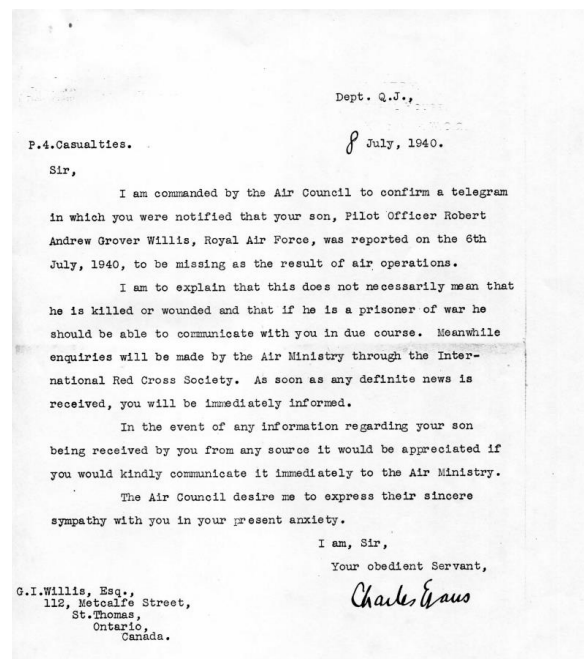 Dept. Q.J.,
P.4.Casualties.
8 July, 1940.
Sir,
I am commanded by the Air Council to confirm a telegram
in which you were notified that your son, Pilot Officer Robert
Andrew Grover Willis, Royal Air Force, was reported on the 6th
July, 1940, to be missing as the result of air operations.
I am to explain that this does not necessarily mean that
he is killed or wounded and that if he is a prisoner of war he
should be able to communicate with you in due course. Meanwhile
enquiries will be made by the Air Ministry through the Inter-
national Red Cross Society. As soon as any definite news is
received, you will be immediately informed.
In the event of any information regarding your son
being received by you from any source it would be appreciated if
you would kindly communicate it immediately to the Air Ministry.
The Air Council desire me to express their sincere
sympathy with you in your present anxiety.
I am, Sir,
Your obedient Servant,
Charles Evans
G.I.Willis, Esq.,
112, Metcalfe Street,
St.Thomas,
Ontario,
Canada.